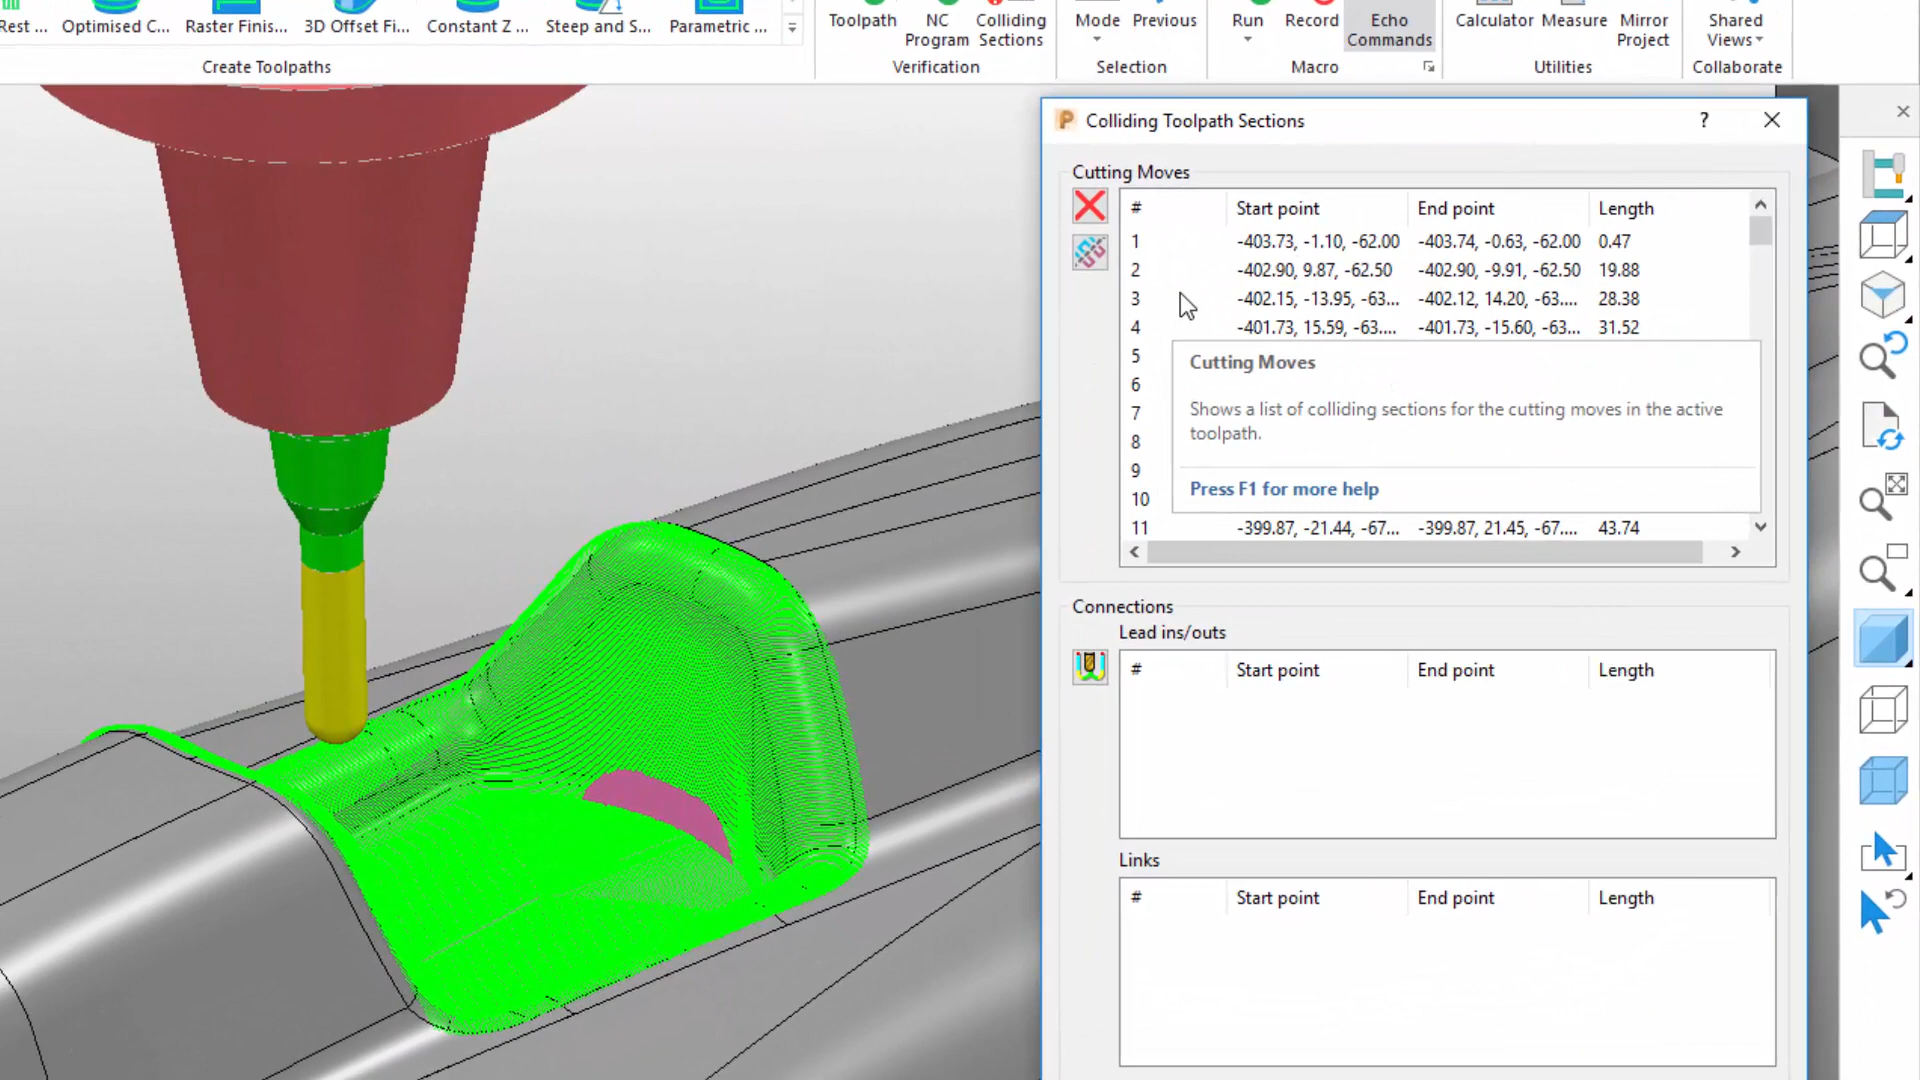 Rest ... Optimised C... Raster Finis... 3D Offset Fi... Constant Z ... Steep and S... Parametric ...
Create Toolpaths
Toolpath NC Program Colliding Sections
Verification
Mode Previous
Selection
Run Record Echo Commands
Macro
Calculator Measure Mirror Project
Utilities
Shared Views
Collaborate
P Colliding Toolpath Sections ?
Cutting Moves
# Start point End point Length
1 -403.73, -1.10, -62.00 -403.74, -0.63, -62.00 0.47
2 -402.90, 9.87, -62.50 -402.90, -9.91, -62.50 19.88
3 -402.15, -13.95, -63... -402.12, 14.20, -63.... 28.38
4 -401.73, 15.59, -63.... -401.73, -15.60, -63... 31.52
5
6
7
8
9
10
Cutting Moves
Shows a list of colliding sections for the cutting moves in the active
toolpath.
Press F1 for more help
11 -399.87, -21.44, -67... -399.87, 21.45, -67.... 43.74
Connections
Lead ins/outs
# Start point End point Length
Links
# Start point End point Length